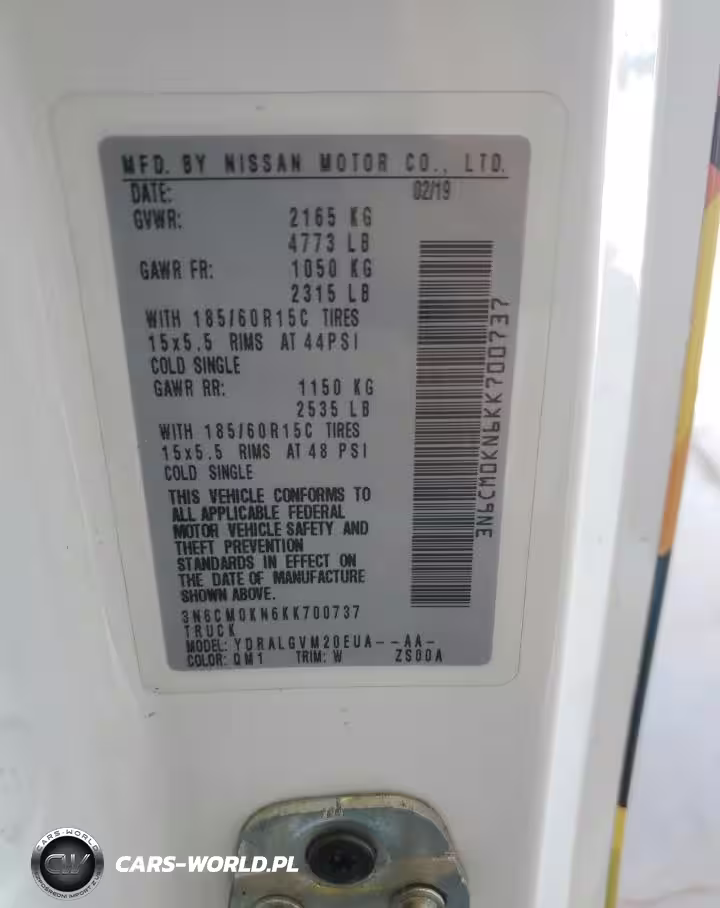 MFD. BY NISSAN MOTOR CO., LTD.
DATE: 02/19
GVWR: 2165 KG
4773 LB
GAWR FR: 1050 KG
2315 LB
WITH 185/60R15C TIRES
15x5.5 RIMS AT 44PSI
COLD SINGLE
GAWR RR: 1150 KG
2535 LB
WITH 185/60R15C TIRES
15x5.5 RIMS AT 48 PSI
COLD SINGLE
THIS VEHICLE CONFORMS TO
ALL APPLICABLE FEDERAL
MOTOR VEHICLE SAFETY AND
THEFT PREVENTION
STANDARDS IN EFFECT ON
THE DATE OF MANUFACTURE
SHOWN ABOVE.
3N6CM0KN6KK700737
TRUCK
MODEL: YDRALGVM20EUA--AA-
COLOR: QM1 TRIM: W ZS00A
3N6CM0KN6KK700737
CARS-WORLD
CW
CARS-WORLD.PL